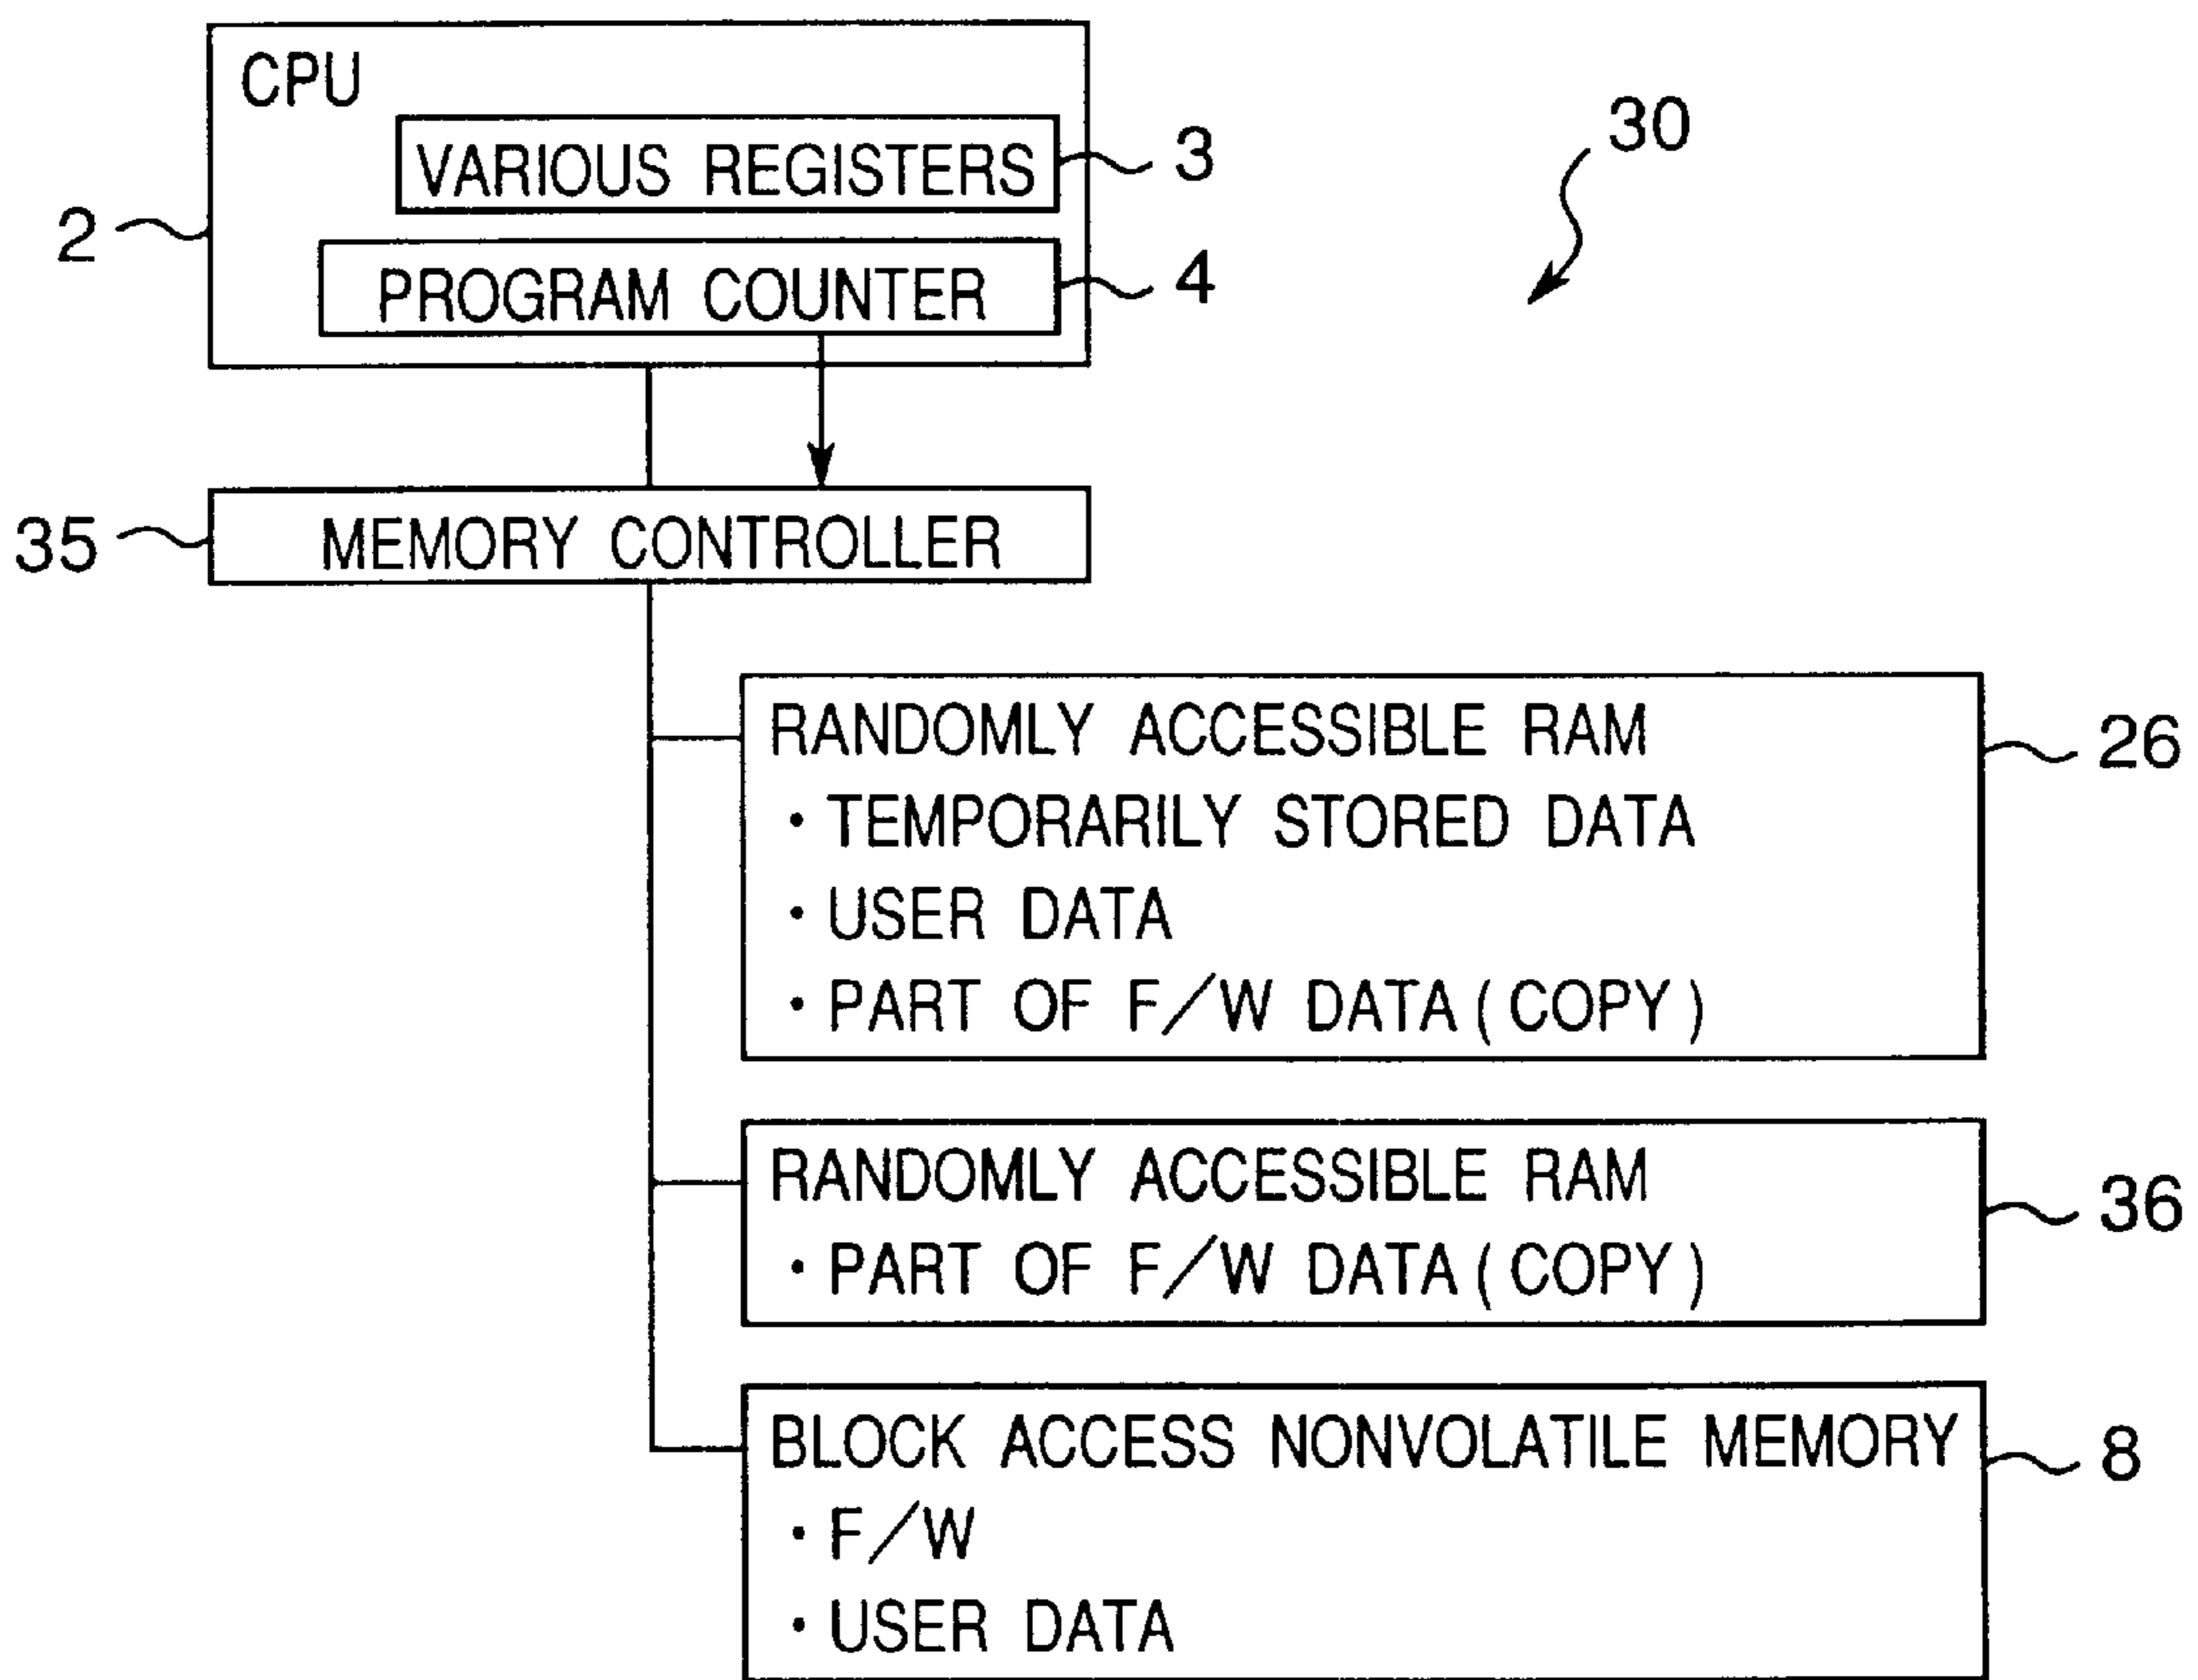 CPU
VARIOUS REGISTERS
3
30
2
PROGRAM COUNTER
4
35
MEMORY CONTROLLER
RANDOMLY ACCESSIBLE RAM
26
・TEMPORARILY STORED DATA
・USER DATA
・PART OF F/W DATA (COPY)
RANDOMLY ACCESSIBLE RAM
36
・PART OF F/W DATA (COPY)
BLOCK ACCESS NONVOLATILE MEMORY
8
・F/W
・USER DATA